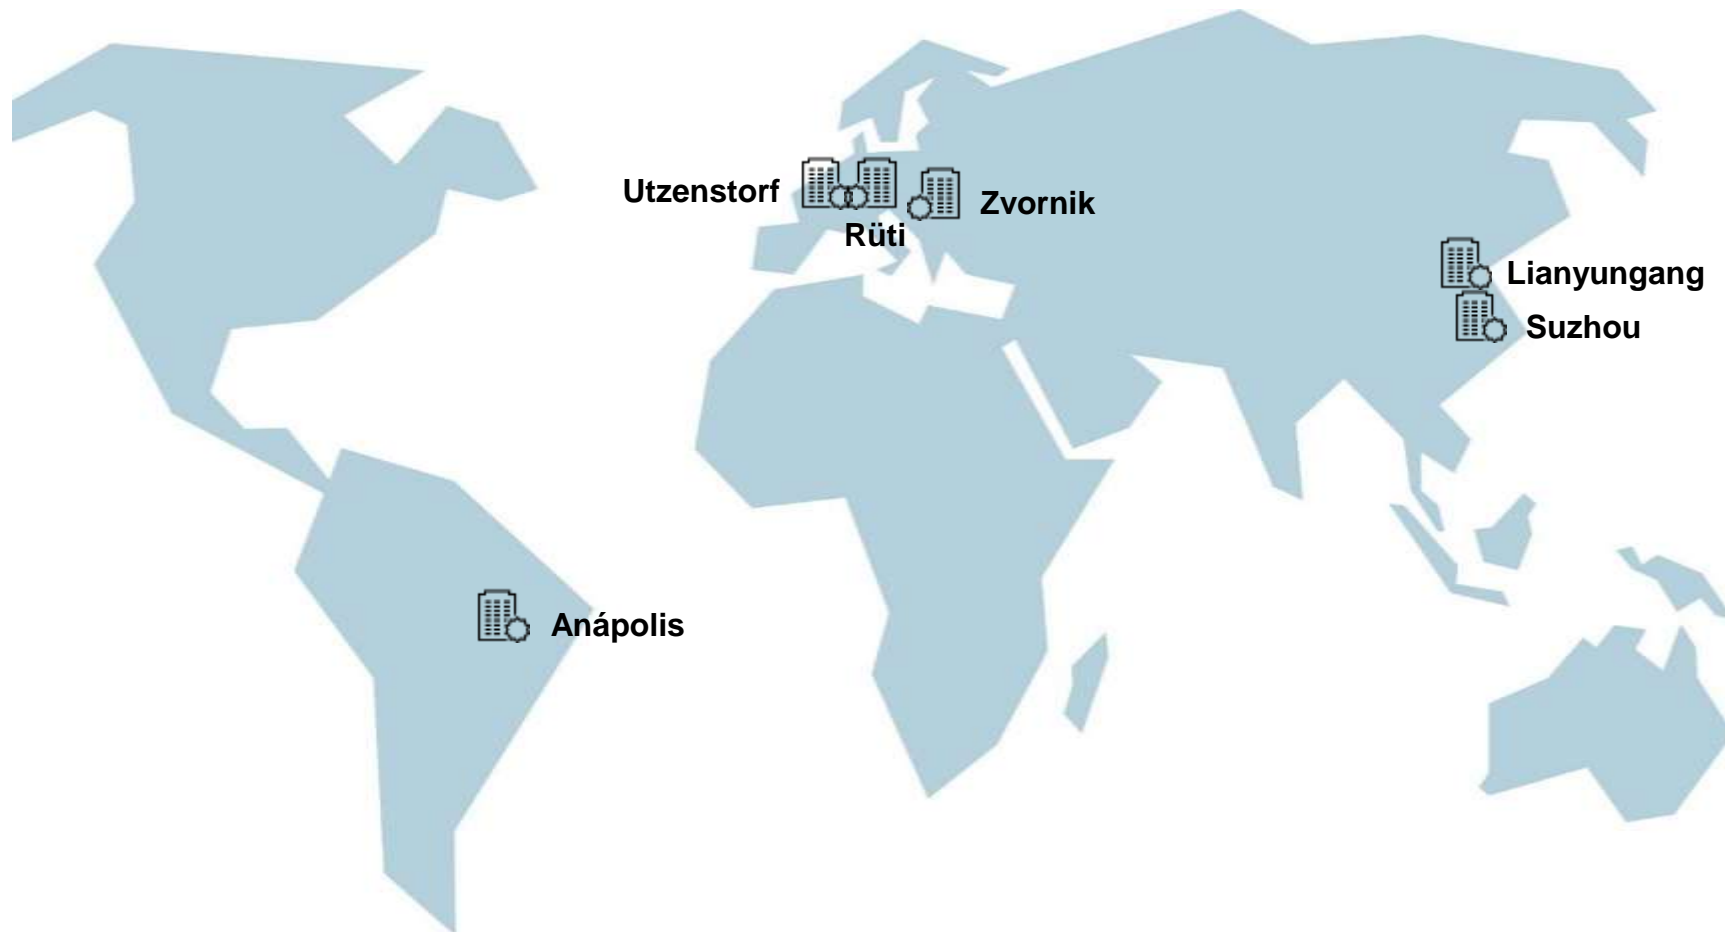 Utzenstorf
Rüti
Zvornik
Lianyungang
Suzhou
Anápolis